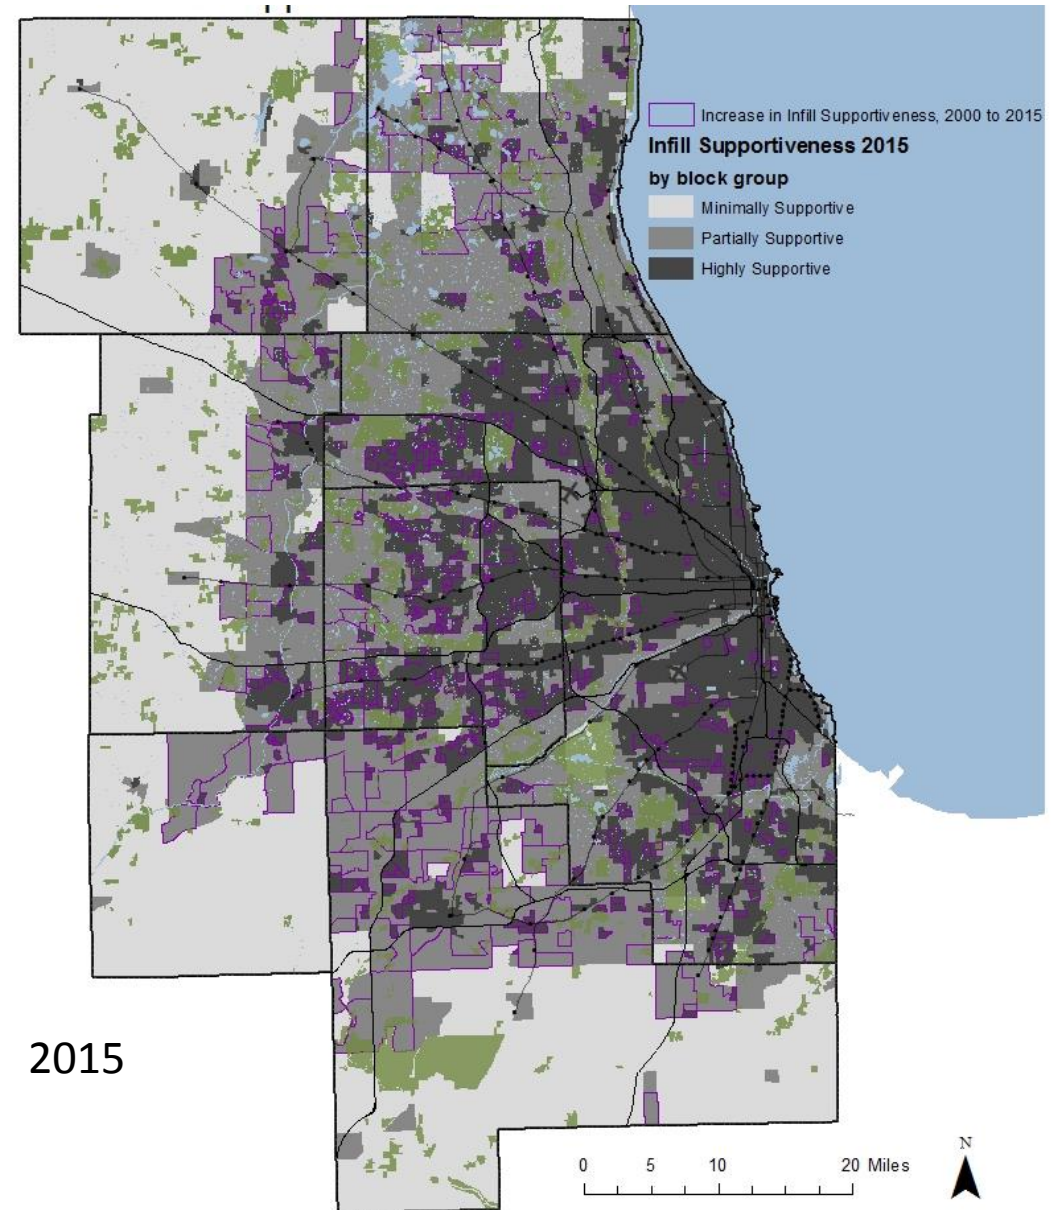 Increase in Infill Supportiveness, 2000 to 2015
Infill Supportiveness 2015
by block group
Minimally Supportive
Partially Supportive
Highly Supportive
2015
N
0 5 10 20 Miles